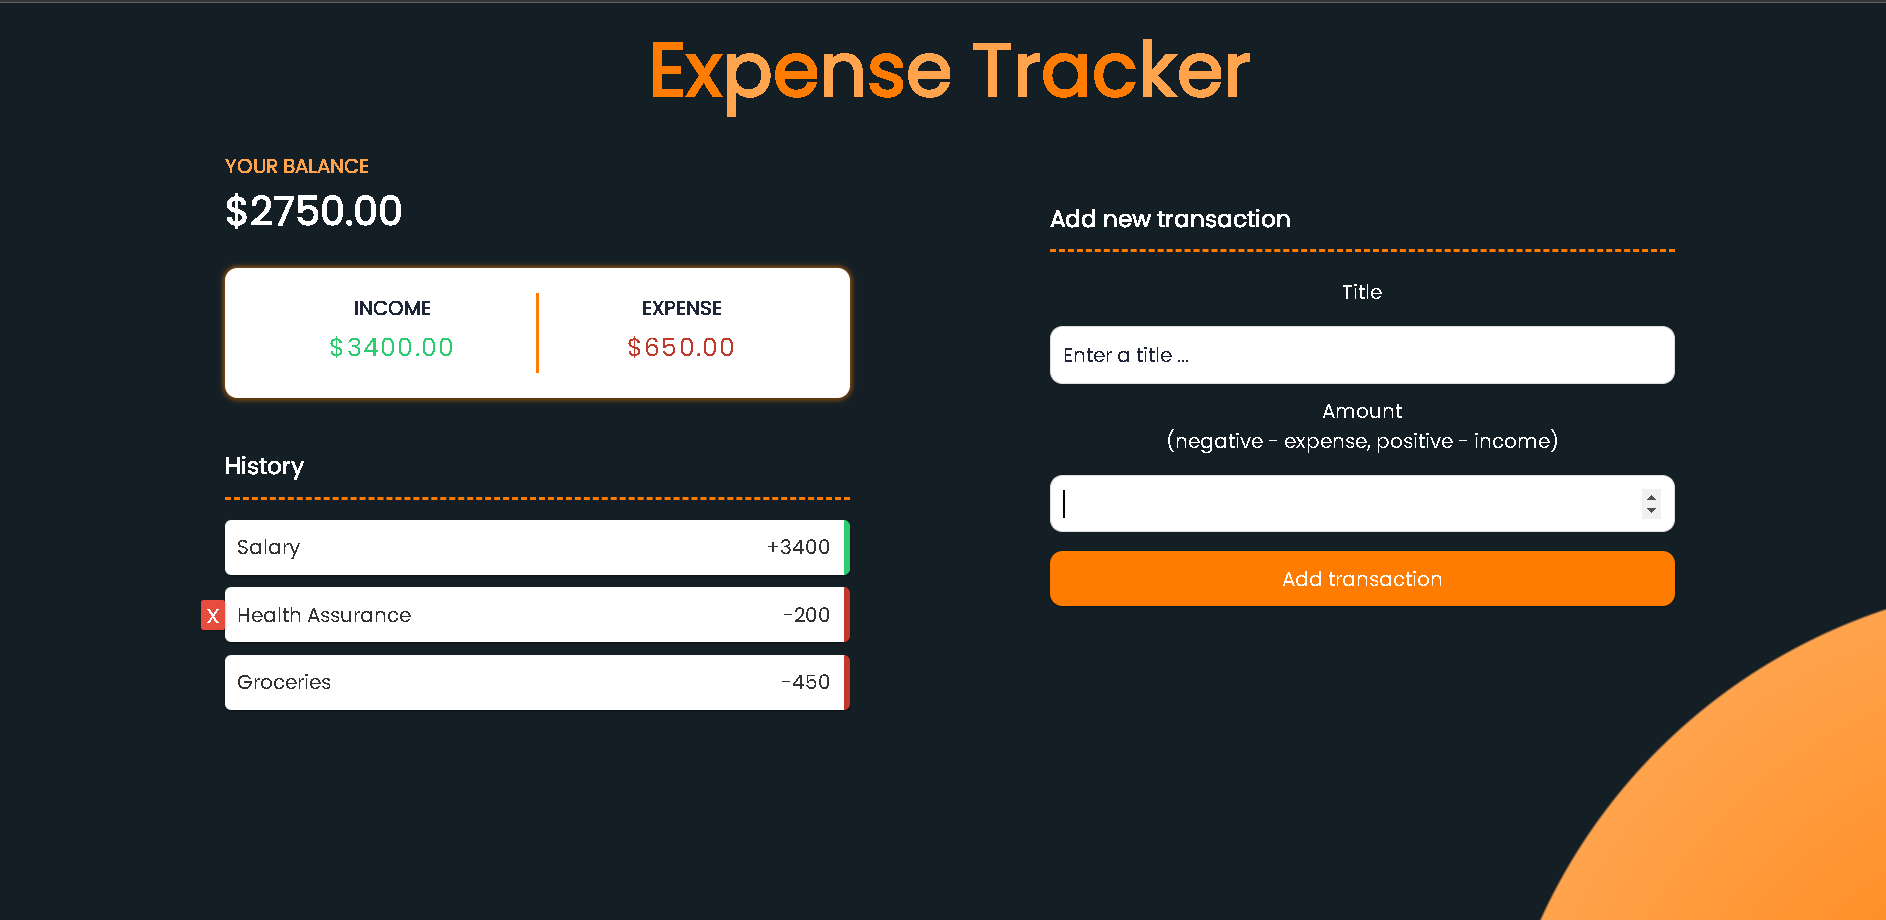 Expense Tracker
YOUR BALANCE
$2750.00
INCOME
$3400.00
EXPENSE
$650.00
History
Salary +3400
X Health Assurance -200
Groceries -450
Add new transaction
Title
Enter a title ...
Amount
(negative - expense, positive - income)
Add transaction